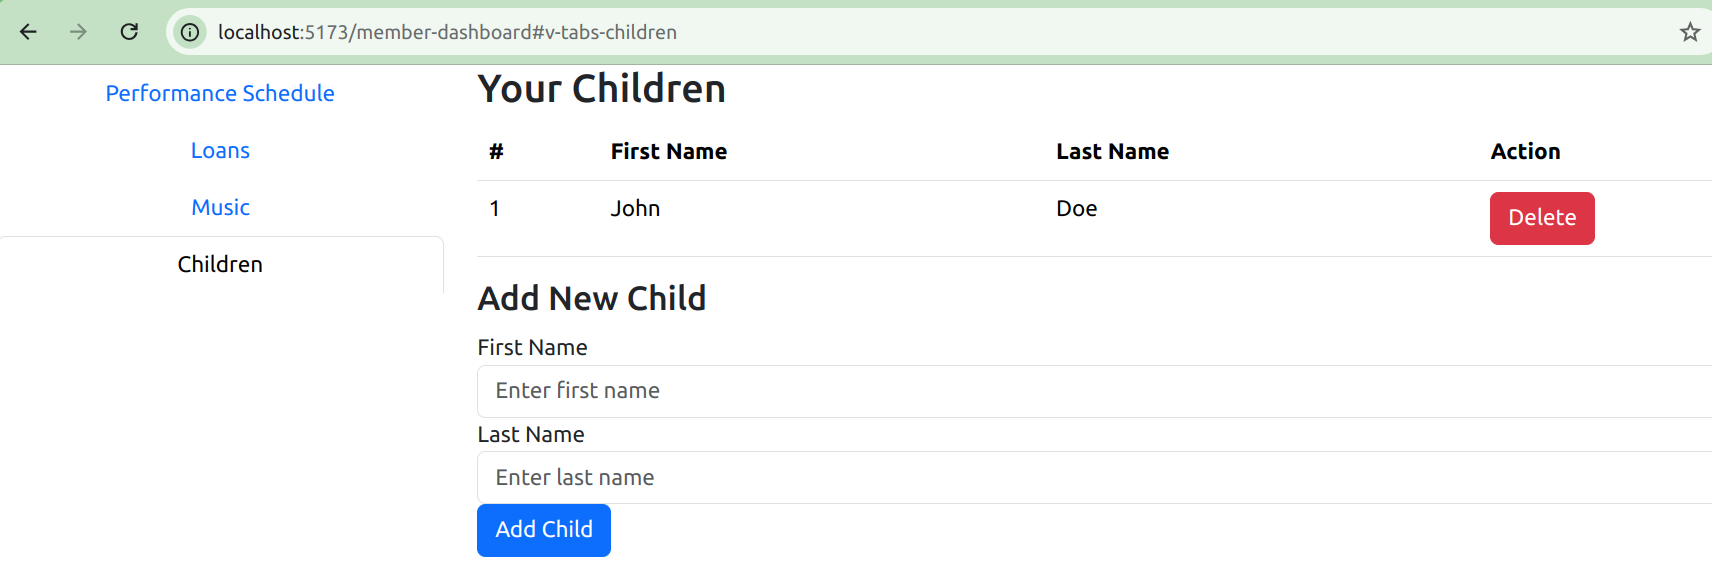 localhost:5173/member-dashboard#v-tabs-children
Performance Schedule
Loans
Music
Children
Your Children
# First Name Last Name Action
1 John Doe Delete
Add New Child
First Name
Enter first name
Last Name
Enter last name
Add Child